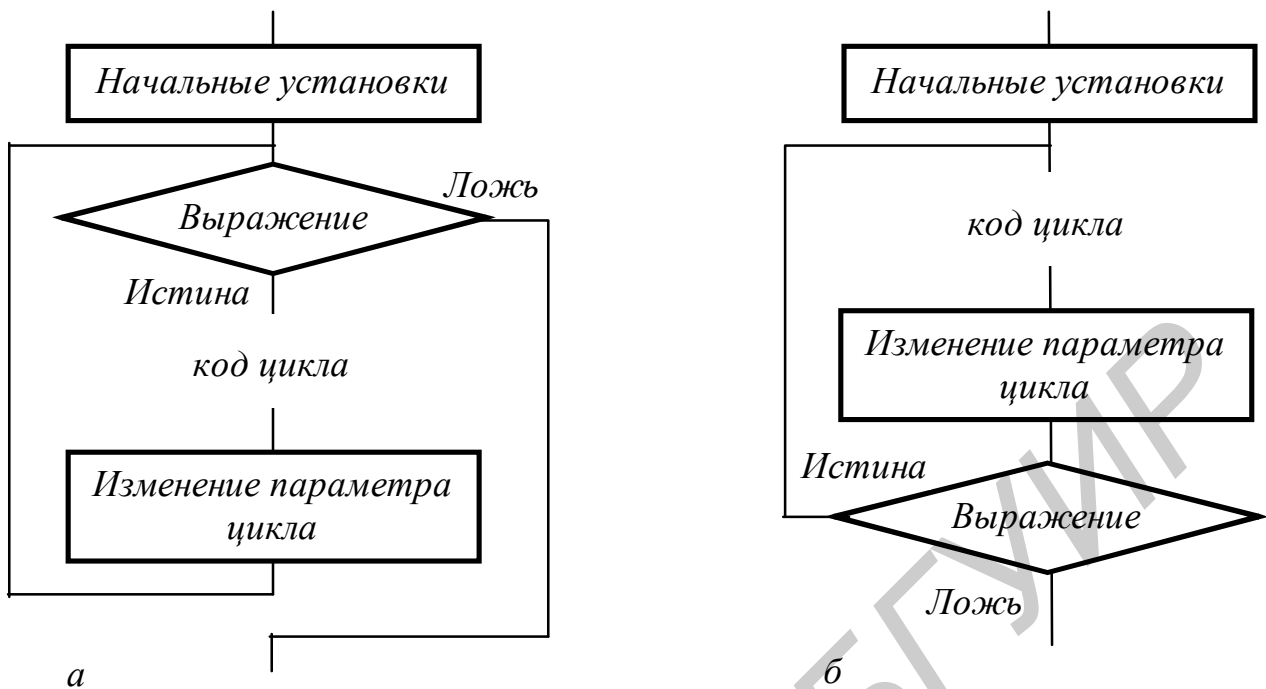 Начальные установки
Выражение
Ложь
Истина
код цикла
Изменение параметра
цикла
а
Начальные установки
код цикла
Изменение параметра
цикла
Истина
Выражение
Ложь
б
БГУИР